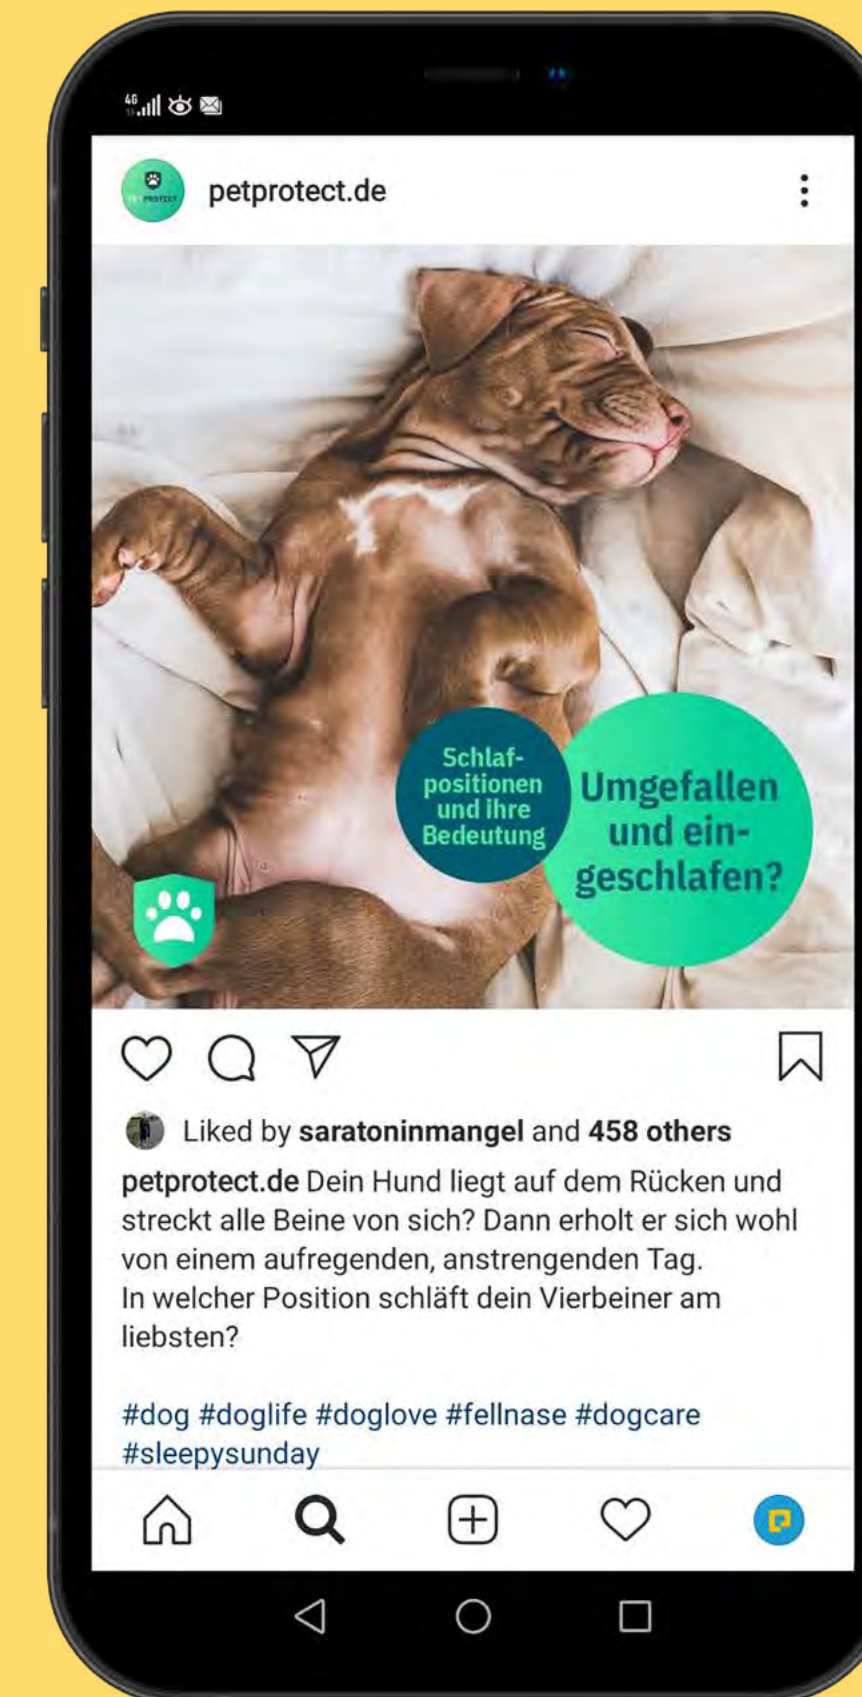 4G
petprotect.de
PROTECT
Schlaf-
positionen
und ihre
Bedeutung
Umgefallen
und ein-
geschlafen?
Liked by saratoninmangel and 458 others
petprotect.de Dein Hund liegt auf dem Rücken und
streckt alle Beine von sich? Dann erholt er sich wohl
von einem aufregenden, anstrengenden Tag.
In welcher Position schläft dein Vierbeiner am
liebsten?
#dog #doglife #doglove #fellnase #dogcare
#sleepysunday